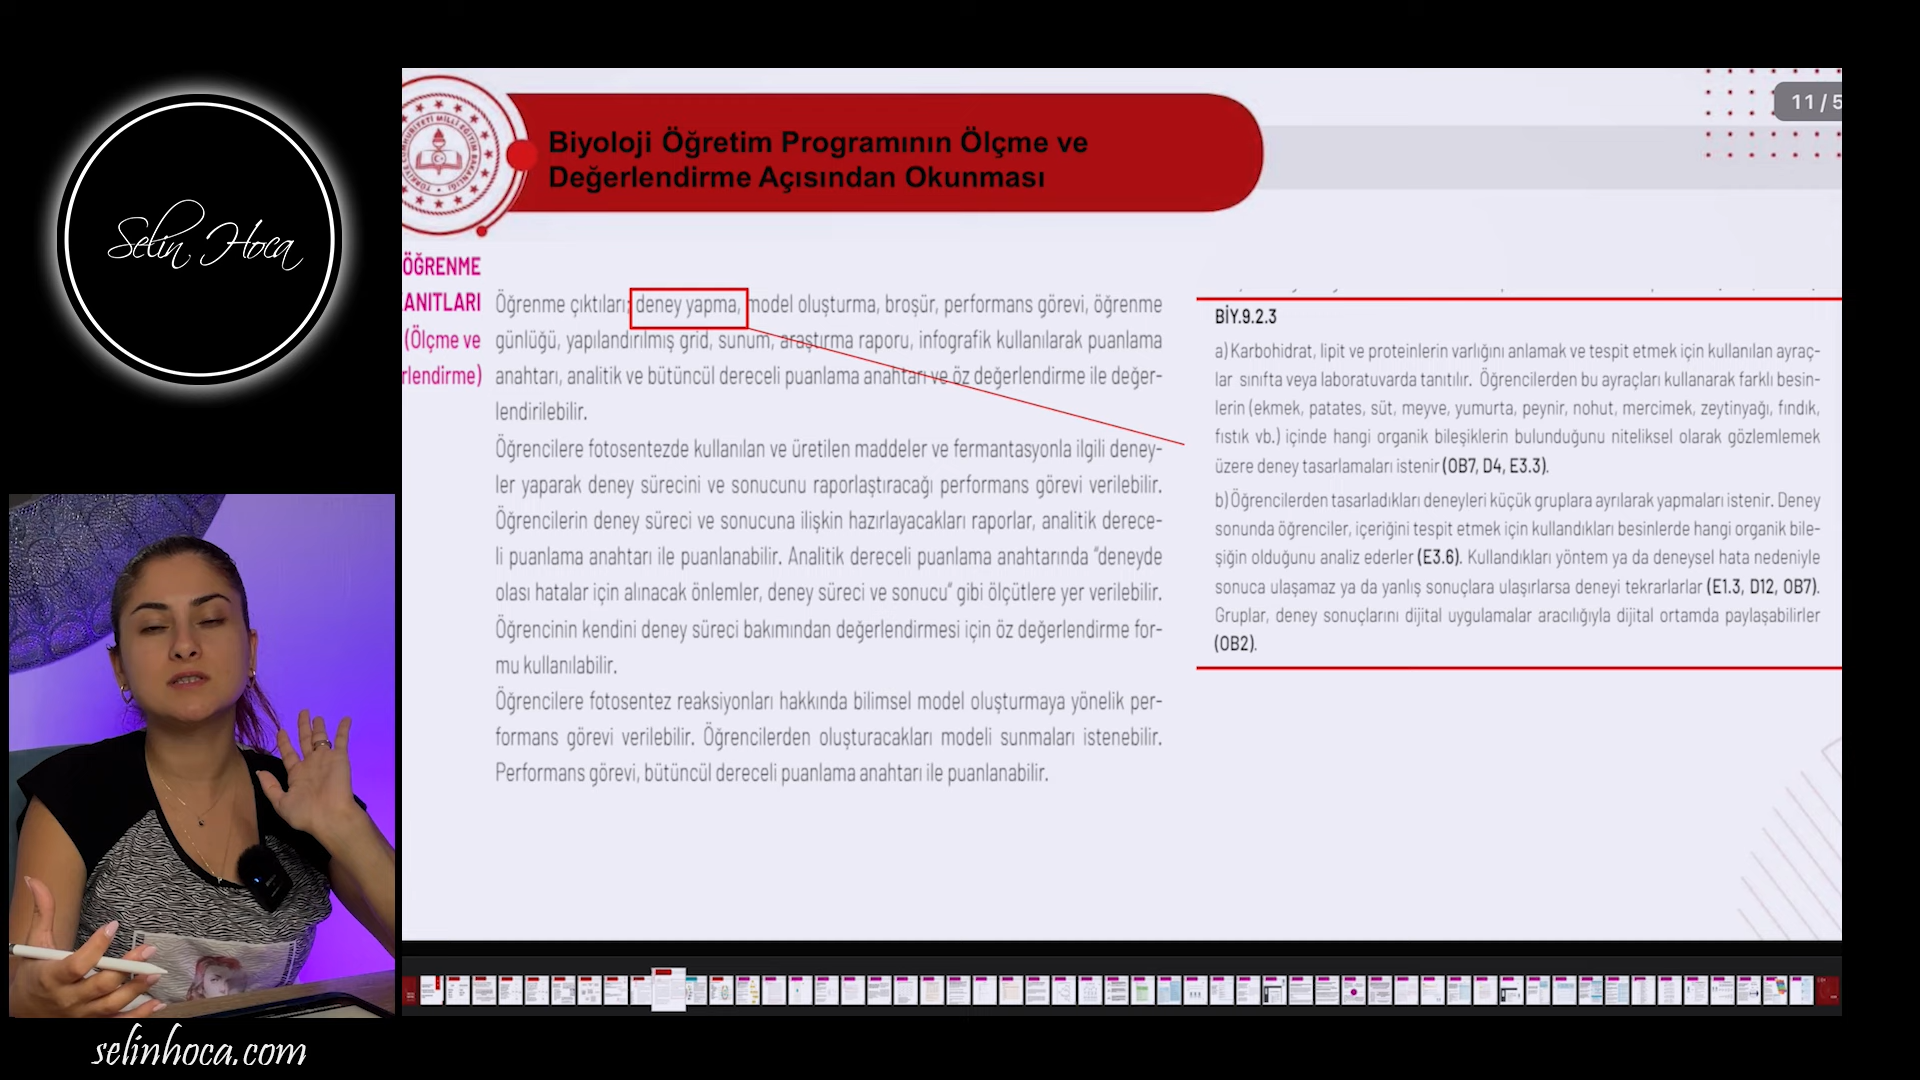 Selin Hoca
selinhoca.com
11 / 5
Biyoloji Öğretim Programının Ölçme ve
Değerlendirme Açısından Okunması
ÖĞRENME
KANITLARI
(Ölçme ve
rlendirme)
Öğrenme çıktıları; deney yapma, model oluşturma, broşür, performans görevi, öğrenme
günlüğü, yapılandırılmış grid, sunum, araştırma raporu, infografik kullanılarak puanlama
anahtarı, analitik ve bütüncül dereceli puanlama anahtarı ve öz değerlendirme ile değer-
lendirilebilir.
Öğrencilere fotosentezde kullanılan ve üretilen maddeler ve fermantasyonla ilgili deney-
ler yaparak deney sürecini ve sonucunu raporlaştıracağı performans görevi verilebilir.
Öğrencilerin deney süreci ve sonucuna ilişkin hazırlayacakları raporlar, analitik derece-
li puanlama anahtarı ile puanlanabilir. Analitik dereceli puanlama anahtarında "deneyde
olası hatalar için alınacak önlemler, deney süreci ve sonucu" gibi ölçütlere yer verilebilir.
Öğrencinin kendini deney süreci bakımından değerlendirmesi için öz değerlendirme for-
mu kullanılabilir.
Öğrencilere fotosentez reaksiyonları hakkında bilimsel model oluşturmaya yönelik per-
formans görevi verilebilir. Öğrencilerden oluşturacakları modeli sunmaları istenebilir.
Performans görevi, bütüncül dereceli puanlama anahtarı ile puanlanabilir.
BİY.9.2.3
a) Karbohidrat, lipit ve proteinlerin varlığını anlamak ve tespit etmek için kullanılan ayraç-
lar sınıfta veya laboratuvarda tanıtılır. Öğrencilerden bu ayraçları kullanarak farklı besin-
lerin (ekmek, patates, süt, meyve, yumurta, peynir, nohut, mercimek, zeytinyağı, fındık,
fıstık vb.) içinde hangi organik bileşiklerin bulunduğunu niteliksel olarak gözlemlemek
üzere deney tasarlamaları istenir (OB7, D4, E3.3).
b) Öğrencilerden tasarladıkları deneyleri küçük gruplara ayrılarak yapmaları istenir. Deney
sonunda öğrenciler, içeriğini tespit etmek için kullandıkları besinlerde hangi organik bile-
şiğin olduğunu analiz ederler (E3.6). Kullandıkları yöntem ya da deneysel hata nedeniyle
sonuca ulaşamaz ya da yanlış sonuçlara ulaşırlarsa deneyi tekrarlarlar (E1.3, D12, OB7).
Gruplar, deney sonuçlarını dijital uygulamalar aracılığıyla dijital ortamda paylaşabilirler
(OB2).